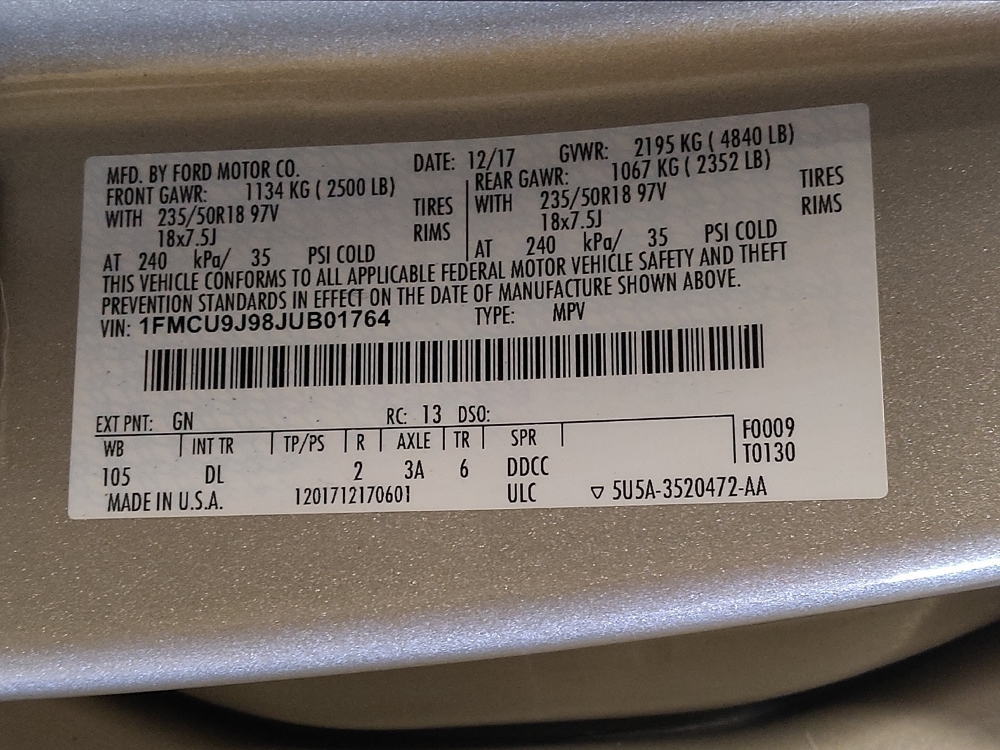 MFD. BY FORD MOTOR CO. DATE: 12/17 GVWR: 2195 KG ( 4840 LB)
FRONT GAWR: 1134 KG ( 2500 LB) REAR GAWR: 1067 KG ( 2352 LB)
WITH 235/50R18 97V TIRES WITH 235/50R18 97V TIRES
18x7.5J RIMS 18x7.5J RIMS
AT 240 kPa/ 35 PSI COLD AT 240 kPa/ 35 PSI COLD
THIS VEHICLE CONFORMS TO ALL APPLICABLE FEDERAL MOTOR VEHICLE SAFETY AND THEFT
PREVENTION STANDARDS IN EFFECT ON THE DATE OF MANUFACTURE SHOWN ABOVE.
VIN: 1FMCU9J98JUB01764 TYPE: MPV
EXT PNT: GN RC: 13 DSO:
WB INT TR TP/PS R AXLE TR SPR F0009
105 DL 2 3A 6 DDCC T0130
MADE IN U.S.A. 1201712170601 ULC ▽ 5U5A-3520472-AA